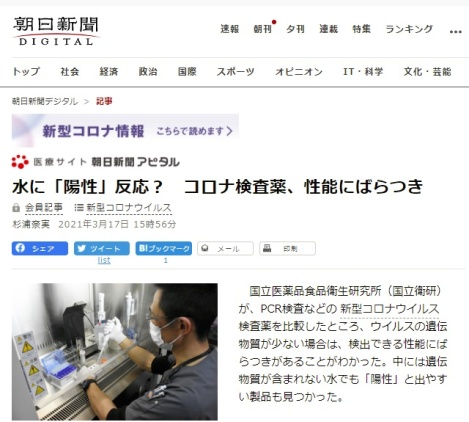 朝日新聞
DIGITAL
速報 朝刊 夕刊 連載 特集 ランキング ...
トップ 社会 経済 政治 国際 スポーツ オピニオン IT・科学 文化・芸能
朝日新聞デジタル > 記事
新型コロナ情報 こちらで読めます >
医療サイト 朝日新聞アピタル
水に「陽性」反応？ コロナ検査薬、性能にばらつき
会員記事 新型コロナウイルス
杉浦奈実 2021年3月17日 15時56分
シェア ツイート B!ブックマーク メール 印刷
list 1
国立医薬品食品衛生研究所（国立衛研）
が、PCR検査などの新型コロナウイルス
検査薬を比較したところ、ウイルスの遺伝
物質が少ない場合は、検出できる性能にば
らつきがあることがわかった。中には遺伝
物質が含まれない水でも「陽性」と出やす
い製品も見つかった。